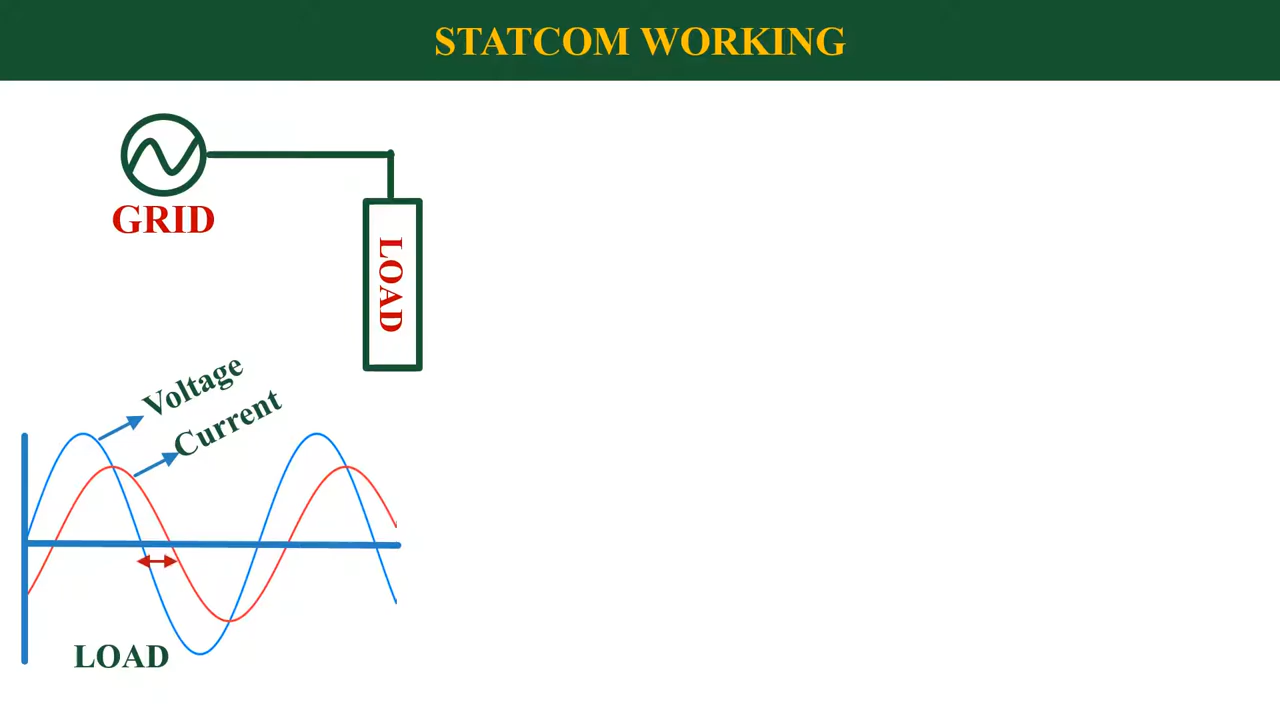 STATCOM WORKING
GRID
LOAD
Voltage
Current
LOAD